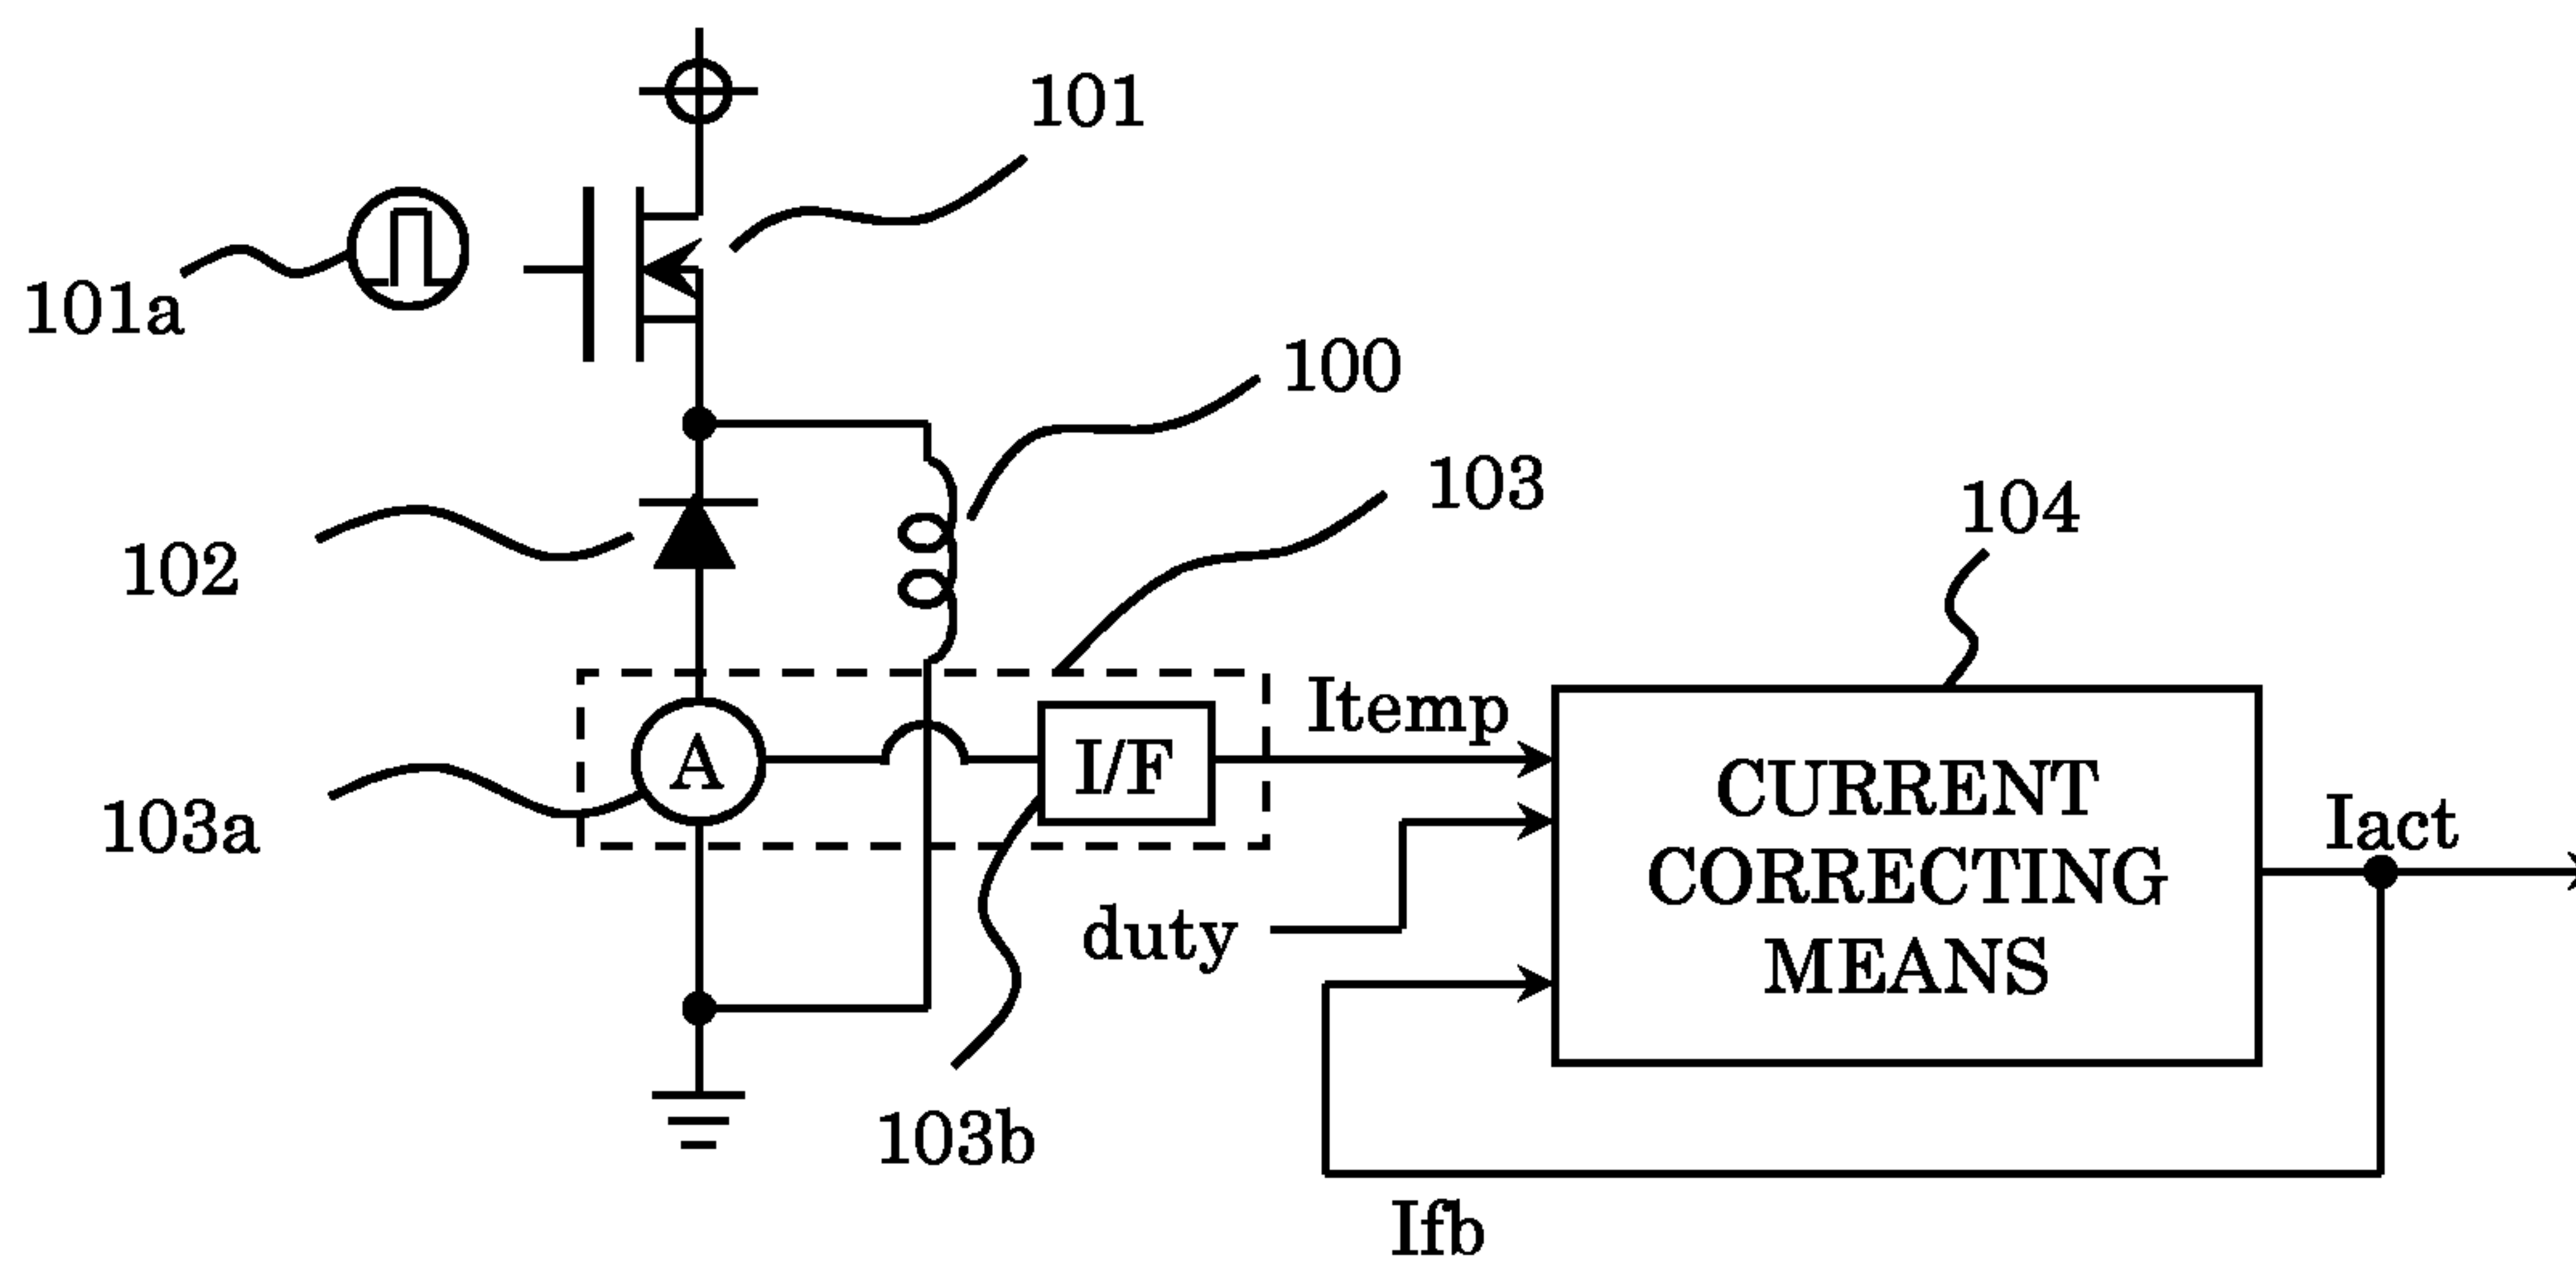 101
101a
100
103
104
102
Itemp
A
I/F
CURRENT
CORRECTING
MEANS
Iact
103a
duty
103b
Ifb